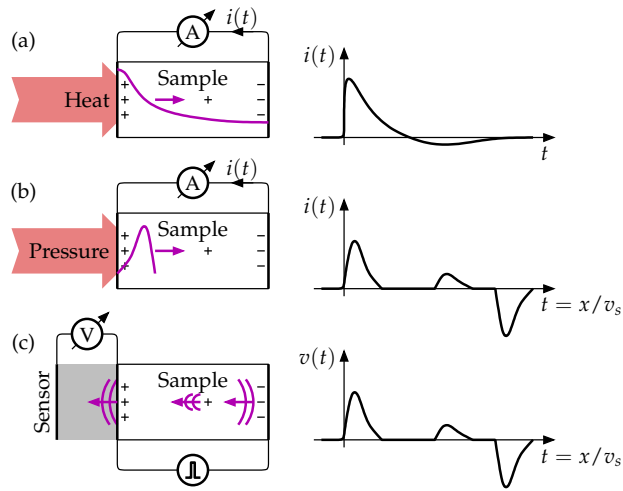 (a)
A
i(t)
Sample
Heat
+
+
+
+
−
−
−
i(t)
t
(b)
A
i(t)
Sample
Pressure
+
+
+
+
−
−
−
i(t)
t = x/v_s
(c)
V
Sensor
Sample
+
+
+
+
−
−
−
v(t)
t = x/v_s